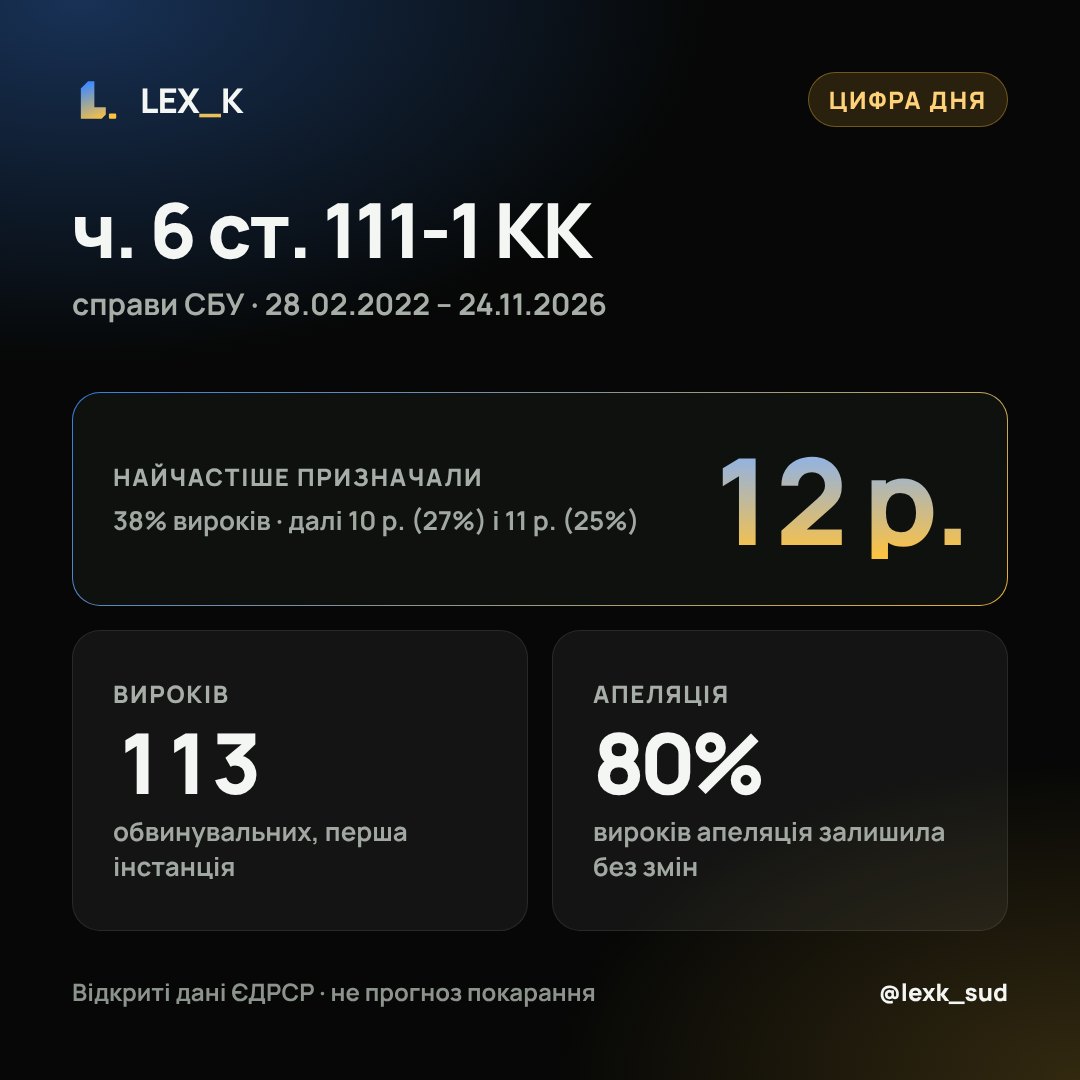 LEX_K
ЦИФРА ДНЯ
ч. 6 ст. 111-1 КК
справи СБУ · 28.02.2022 – 24.11.2026
НАЙЧАСТІШЕ ПРИЗНАЧАЛИ
38% вироків · далі 10 р. (27%) і 11 р. (25%)
12 р.
ВИРОКІВ
113
обвинувальних, перша
інстанція
АПЕЛЯЦІЯ
80%
вироків апеляція залишила
без змін
Відкриті дані ЄДРСР · не прогноз покарання
@lexk_sud